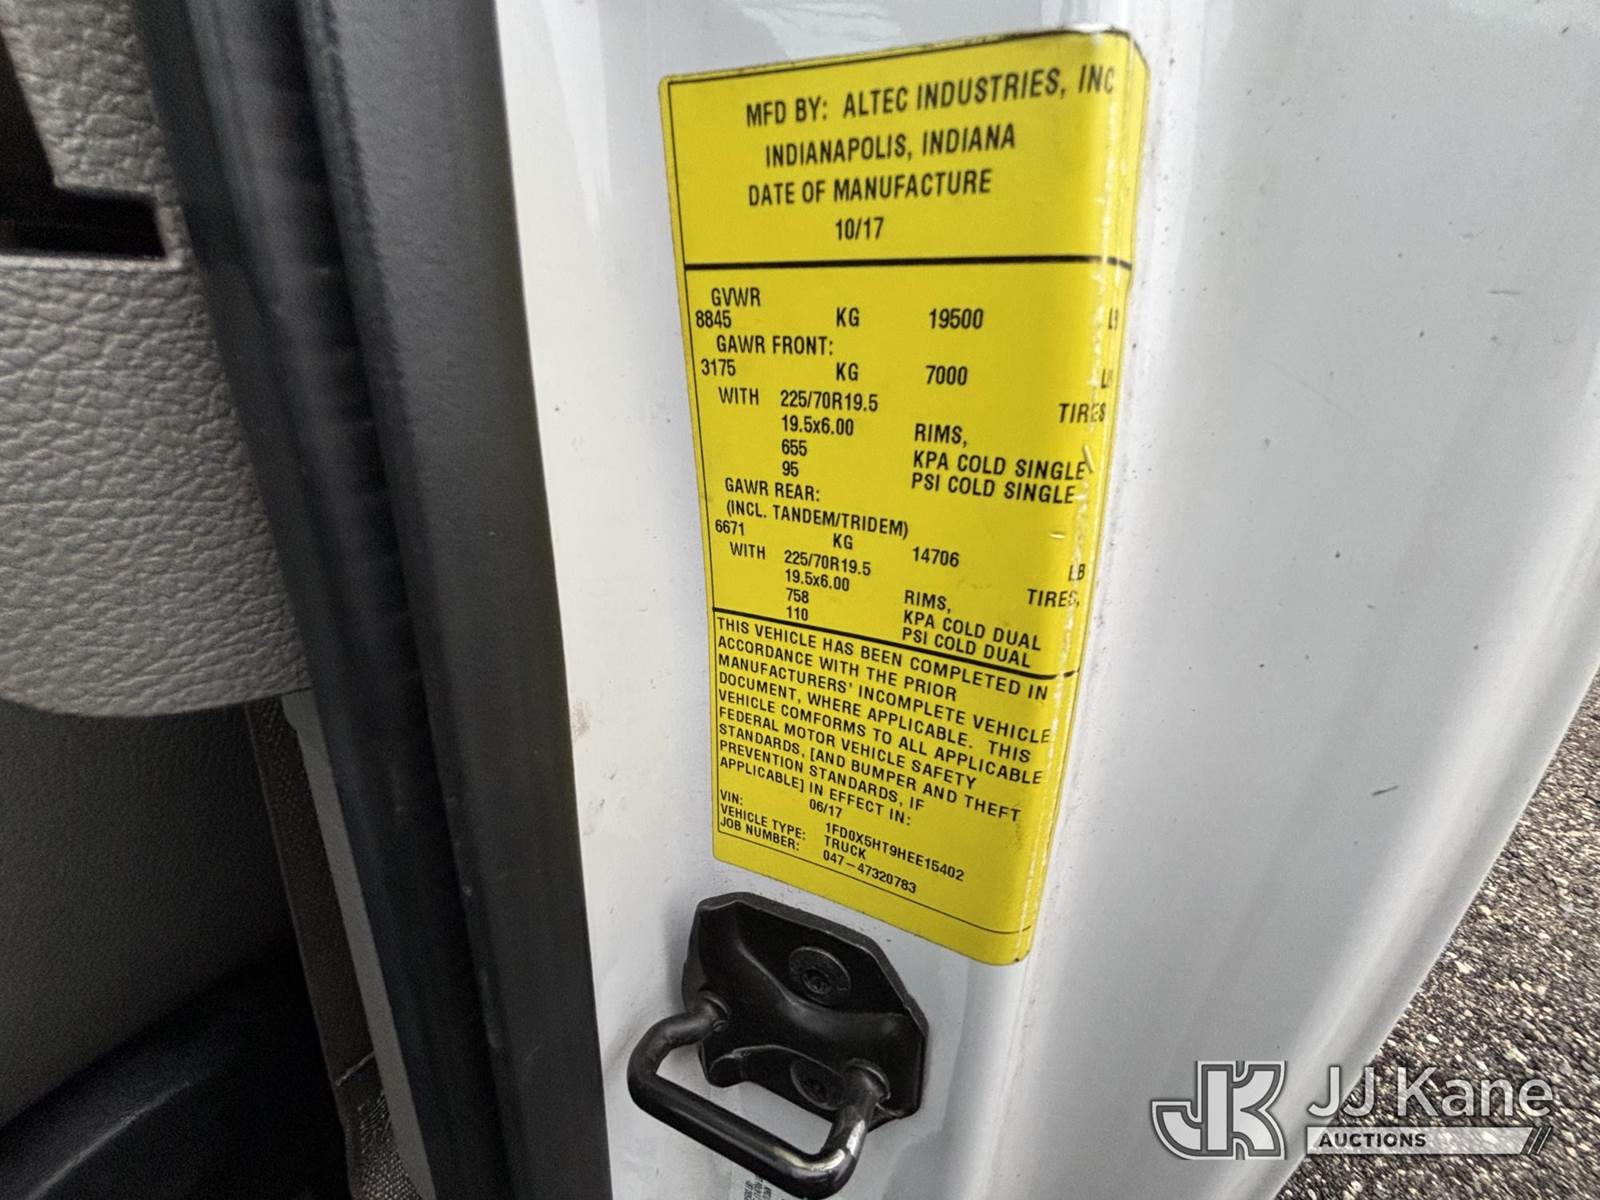 MFD BY: ALTEC INDUSTRIES, INC
INDIANAPOLIS, INDIANA
DATE OF MANUFACTURE
10/17
GVWR
8845 KG 19500 LB
GAWR FRONT:
3175 KG 7000 LB
WITH 225/70R19.5 TIRES
19.5x6.00 RIMS,
655 KPA COLD SINGLE
95 PSI COLD SINGLE
GAWR REAR:
(INCL. TANDEM/TRIDEM)
6671 KG 14706 LB
WITH 225/70R19.5 TIRES,
19.5x6.00 RIMS,
758 KPA COLD DUAL
110 PSI COLD DUAL
THIS VEHICLE HAS BEEN COMPLETED IN
ACCORDANCE WITH THE PRIOR
MANUFACTURERS' INCOMPLETE VEHICLE
DOCUMENT, WHERE APPLICABLE. THIS
VEHICLE COMFORMS TO ALL APPLICABLE
FEDERAL MOTOR VEHICLE SAFETY
STANDARDS, [AND BUMPER AND THEFT
PREVENTION STANDARDS, IF
APPLICABLE] IN EFFECT IN:
06/17
VIN: 1FD0X5HT9HEE15402
VEHICLE TYPE: TRUCK
JOB NUMBER: 047-47320783
JK JJ Kane
AUCTIONS